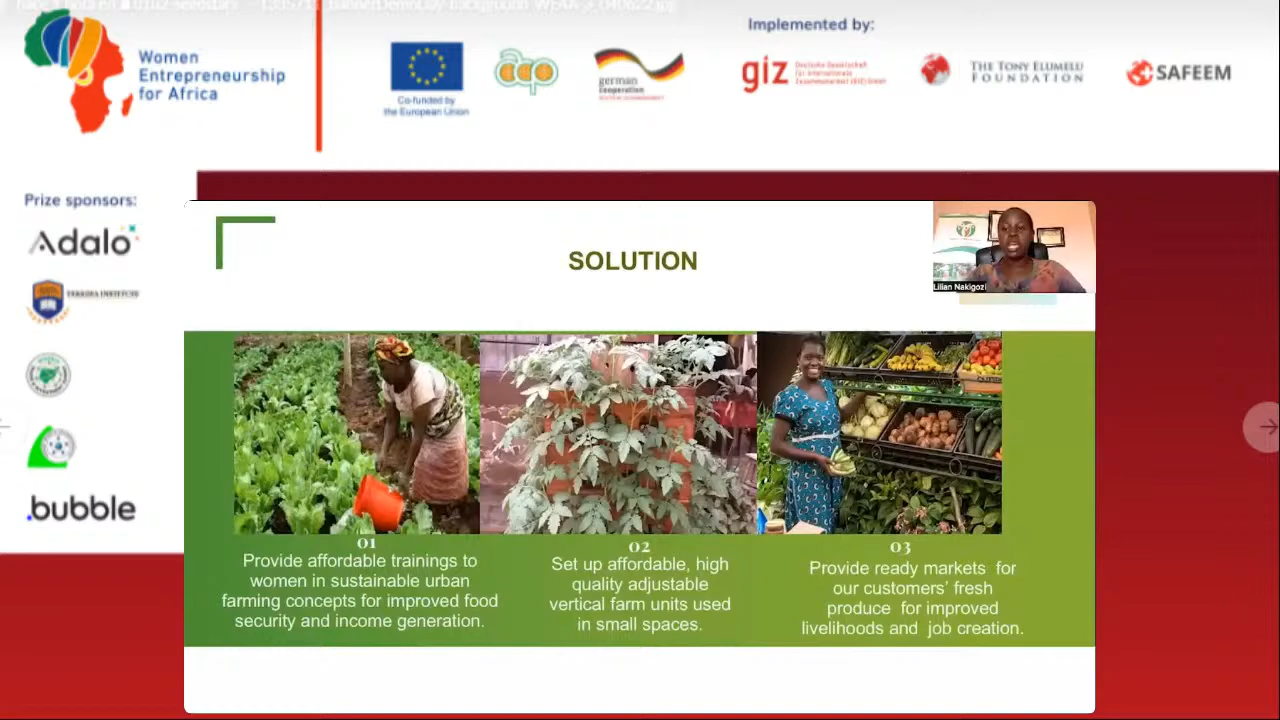 Women
Entrepreneurship
for Africa
Co-funded by
the European Union
acp
german
cooperation
Implemented by:
giz
Deutsche Gesellschaft
für Internationale
Zusammenarbeit (GIZ) GmbH
THE TONY ELUMELU
FOUNDATION
SAFEEM
Prize sponsors:
Adalo
.bubble
SOLUTION
Lilian Nakigozi
01
Provide affordable trainings to
women in sustainable urban
farming concepts for improved food
security and income generation.
02
Set up affordable, high
quality adjustable
vertical farm units used
in small spaces.
03
Provide ready markets for
our customers’ fresh
produce for improved
livelihoods and job creation.